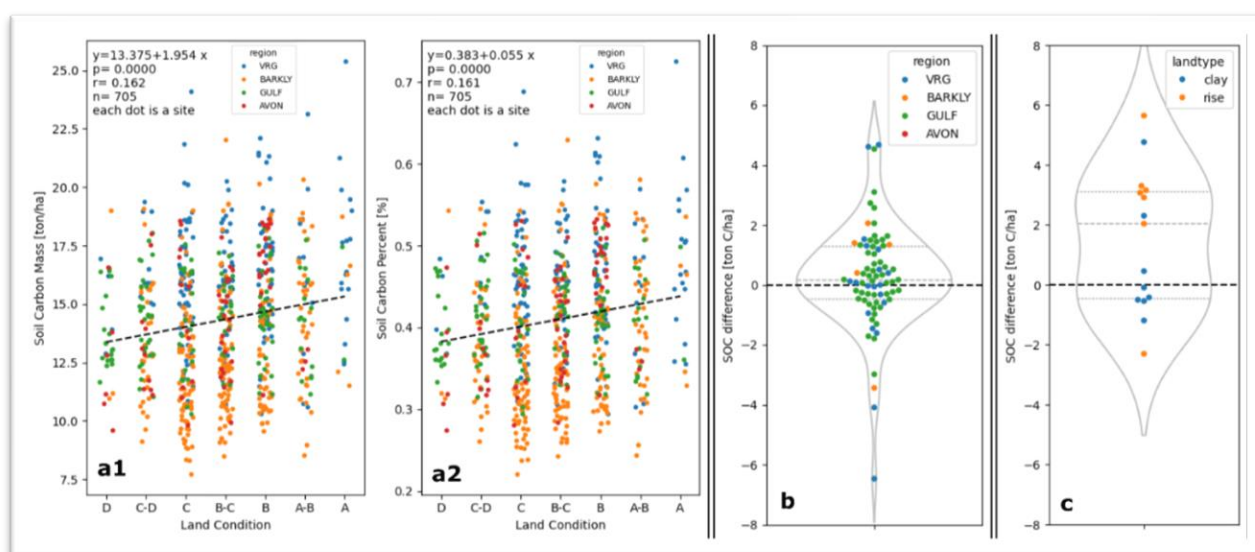 y=13.375+1.954 x
p= 0.0000
r= 0.162
n= 705
each dot is a site
region
VRG
BARKLY
GULF
AVON
Soil Carbon Mass [ton/ha]
25.0
22.5
20.0
17.5
15.0
12.5
10.0
7.5
a1
D C-D C B-C B A-B A
Land Condition
y=0.383+0.055 x
p= 0.0000
r= 0.161
n= 705
each dot is a site
region
VRG
BARKLY
GULF
AVON
Soil Carbon Percent [%]
0.7
0.6
0.5
0.4
0.3
0.2
a2
D C-D C B-C B A-B A
Land Condition
region
VRG
BARKLY
GULF
AVON
SOC difference [ton C/ha]
8
6
4
2
0
−2
−4
−6
−8
b
landtype
clay
rise
SOC difference [ton C/ha]
8
6
4
2
0
−2
−4
−6
−8
c